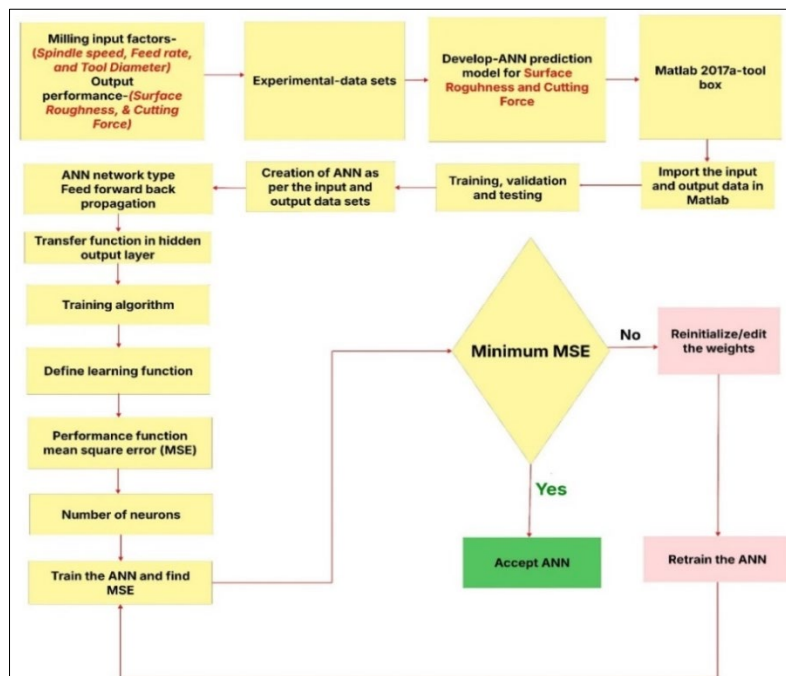 Milling input factors-
(Spindle speed, Feed rate,
and Tool Diameter)
Output
performance-(Surface
Roughness, & Cutting
Force)
Experimental-data sets
Develop-ANN prediction
model for Surface
Roguhness and Cutting
Force
Matlab 2017a-tool
box
ANN network type
Feed forward back
propagation
Creation of ANN as
per the input and
output data sets
Training, validation
and testing
Import the input
and output data in
Matlab
Transfer function in hidden
output layer
Training algorithm
Define learning function
Performance function
mean square error (MSE)
Number of neurons
Train the ANN and find
MSE
Minimum MSE
No
Reinitialize/edit
the weights
Yes
Accept ANN
Retrain the ANN